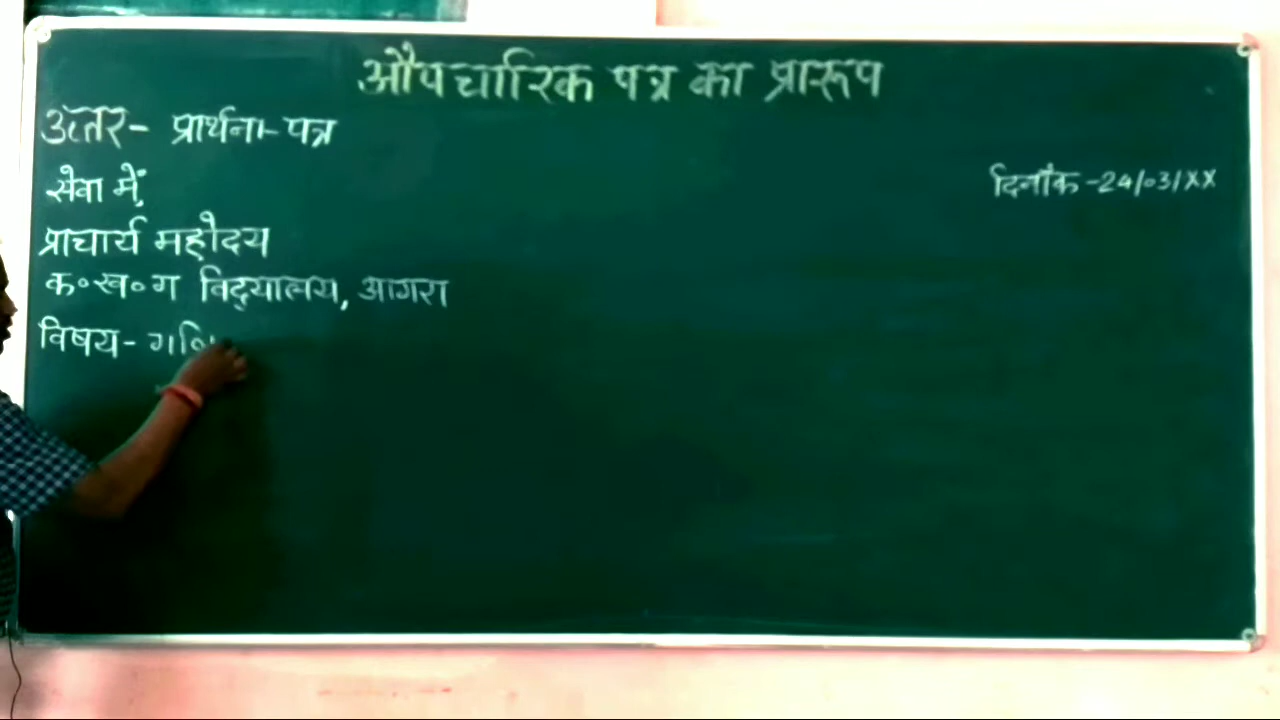 औपचारिक पत्र का प्रारूप
उत्तर- प्रार्थना-पत्र
सेवा में,
दिनांक -24/03/XX
प्राचार्य महोदय
क०ख०ग विद्यालय, आगरा
विषय-